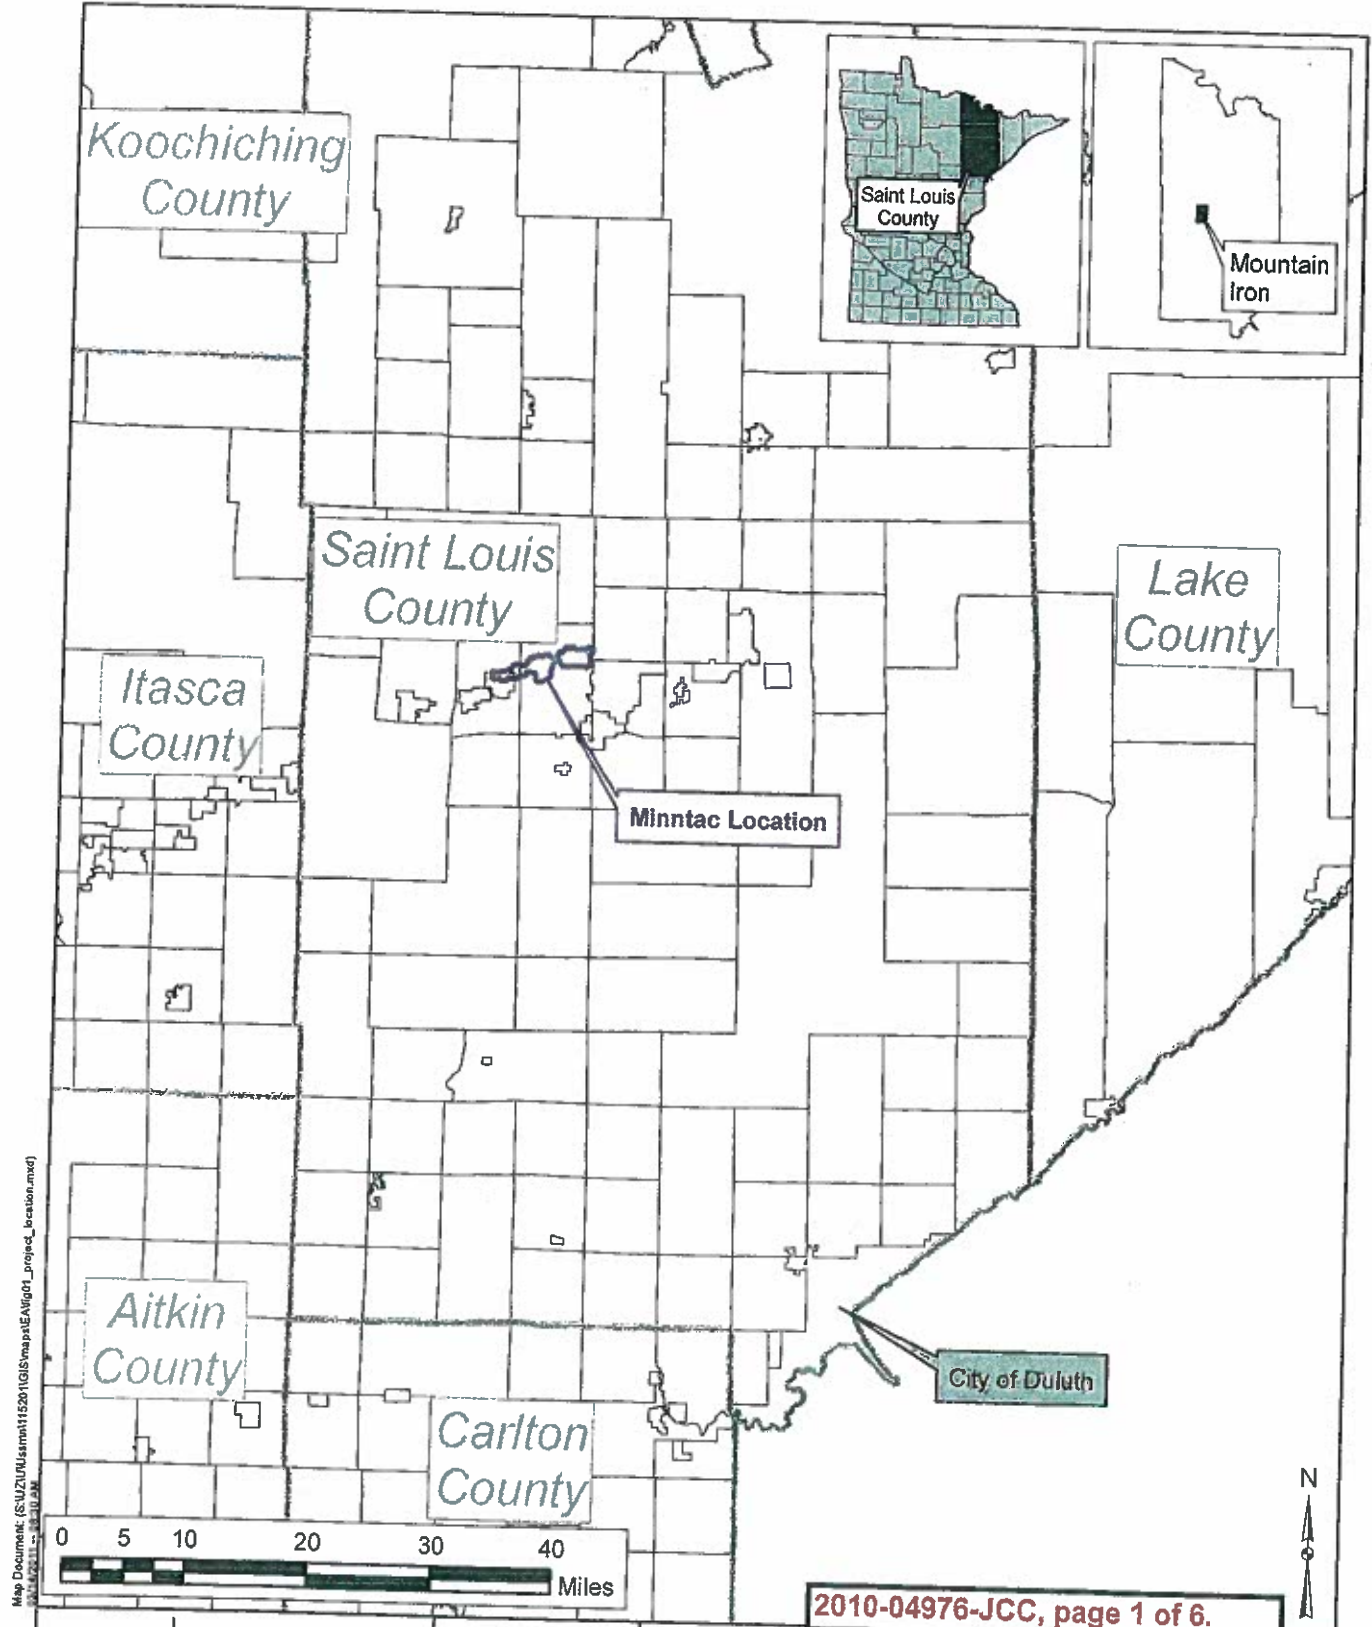 Koochiching
County
Saint Louis
County
Mountain
Iron
Saint Louis
County
Lake
County
Itasca
County
Minntac Location
Aitkin
County
City of Duluth
Carlton
County
N
0 5 10 20 30 40
Miles
2010-04976-JCC, page 1 of 6.